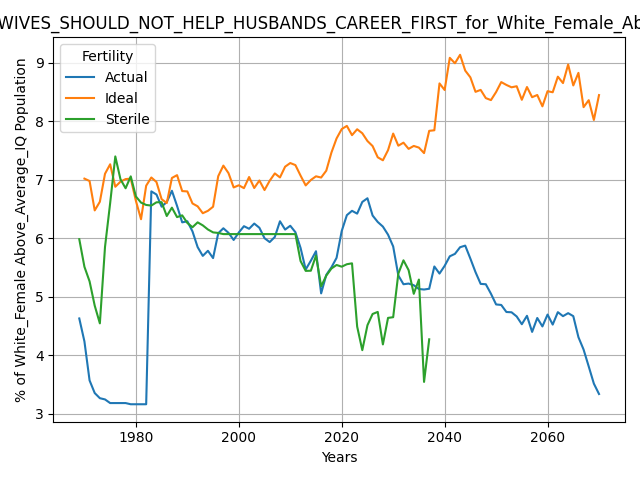 WIVES_SHOULD_NOT_HELP_HUSBANDS_CAREER_FIRST_for_White_Female_Ab
Fertility
Actual
Ideal
Sterile
% of White_Female Above_Average_IQ Population
9
8
7
6
5
4
3
1980 2000 2020 2040 2060
Years